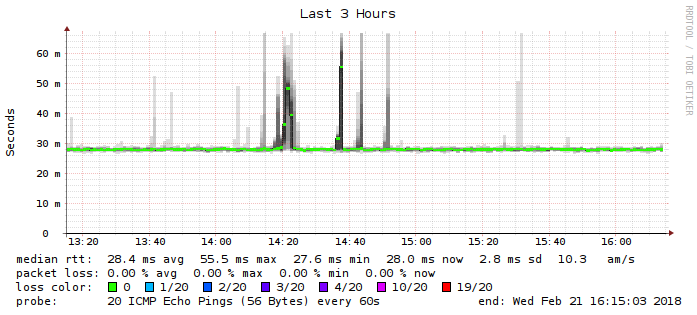 Last 3 Hours
RRDTOOL / TOBI OETIKER
Seconds
60 m
50 m
40 m
30 m
20 m
10 m
0
13:20 13:40 14:00 14:20 14:40 15:00 15:20 15:40 16:00
median rtt: 28.4 ms avg 55.5 ms max 27.6 ms min 28.0 ms now 2.8 ms sd 10.3 am/s
packet loss: 0.00 % avg 0.00 % max 0.00 % min 0.00 % now
loss color: 0 1/20 2/20 3/20 4/20 10/20 19/20
probe: 20 ICMP Echo Pings (56 Bytes) every 60s end: Wed Feb 21 16:15:03 2018